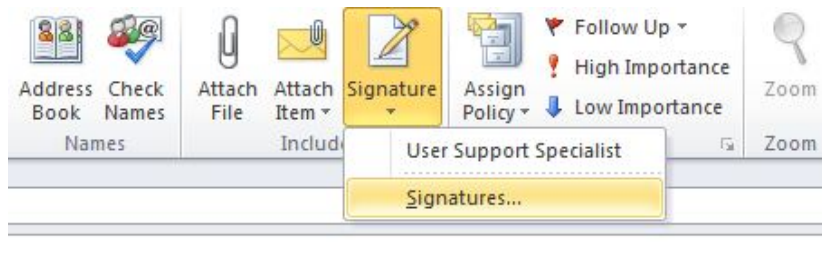 Address Book
Check Names
Attach File
Attach Item
Signature
Assign Policy
Follow Up
High Importance
Low Importance
Zoom
Names
Includ
Zoom
User Support Specialist
Signatures...